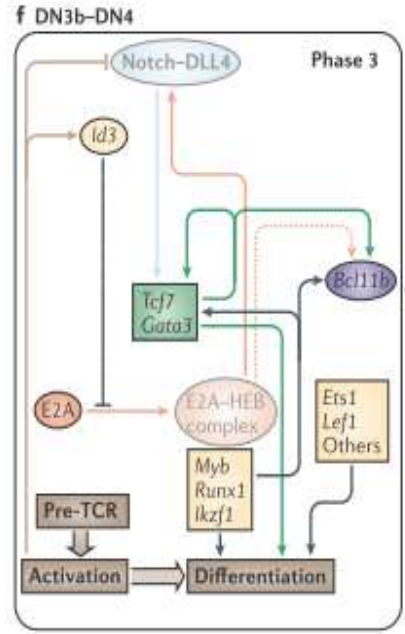 f DN3b–DN4
Notch–DLL4
Phase 3
Id3
Bcl11b
Tcf7
Gata3
E2A
E2A–HEB
complex
Ets1
Lef1
Others
Myb
Runx1
Ikzf1
Pre-TCR
Activation
Differentiation